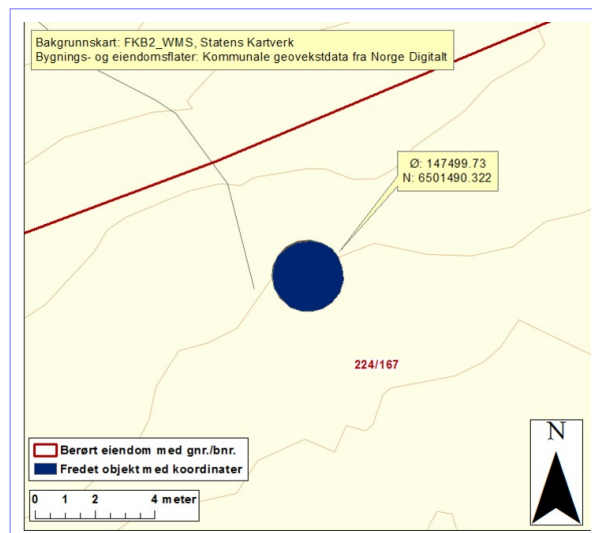 Bakgrunnskart: FKB2_WMS, Statens Kartverk
Bygnings- og eiendomsflater: Kommunale geovekstdata fra Norge Digitalt
Ø: 147499.73
N: 6501490.322
224/167
N
Berørt eiendom med gnr./bnr.
Fredet objekt med koordinater
0 1 2 4 meter